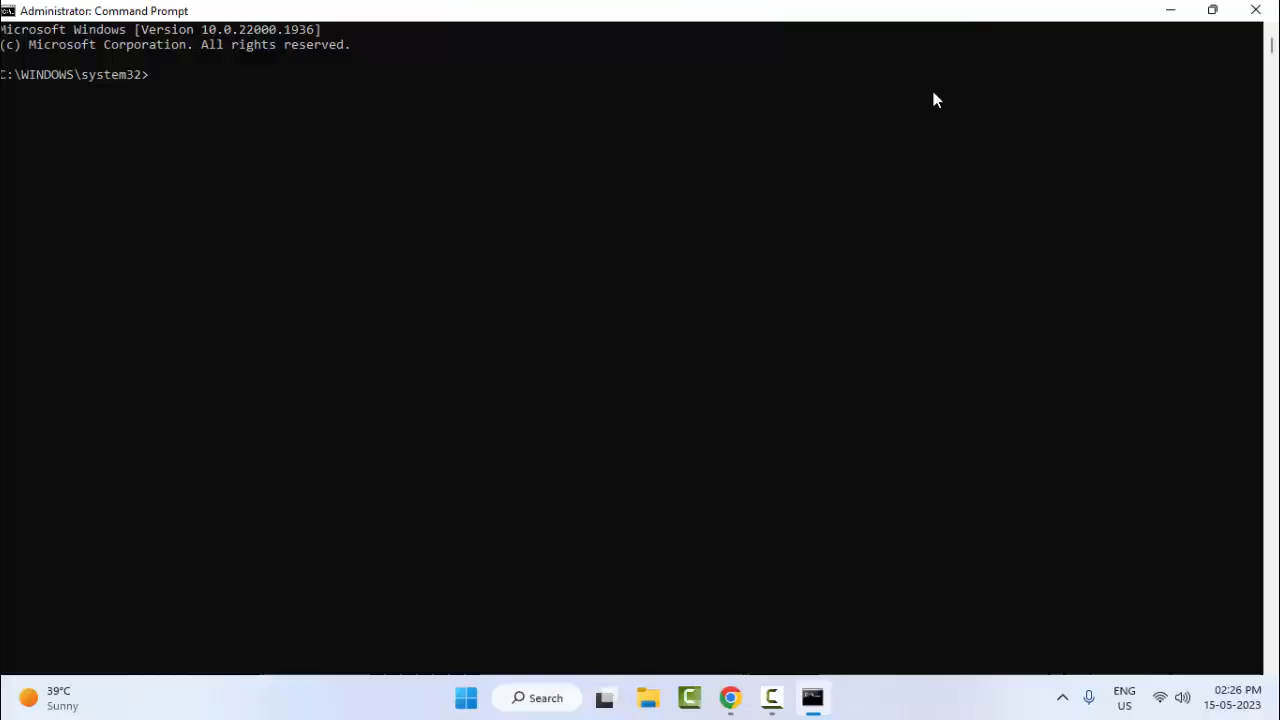 Administrator: Command Prompt
Microsoft Windows [Version 10.0.22000.1936]
(c) Microsoft Corporation. All rights reserved.
C:\WINDOWS\system32>
39°C
Sunny
Search
ENG
US
02:26 PM
15-05-2023